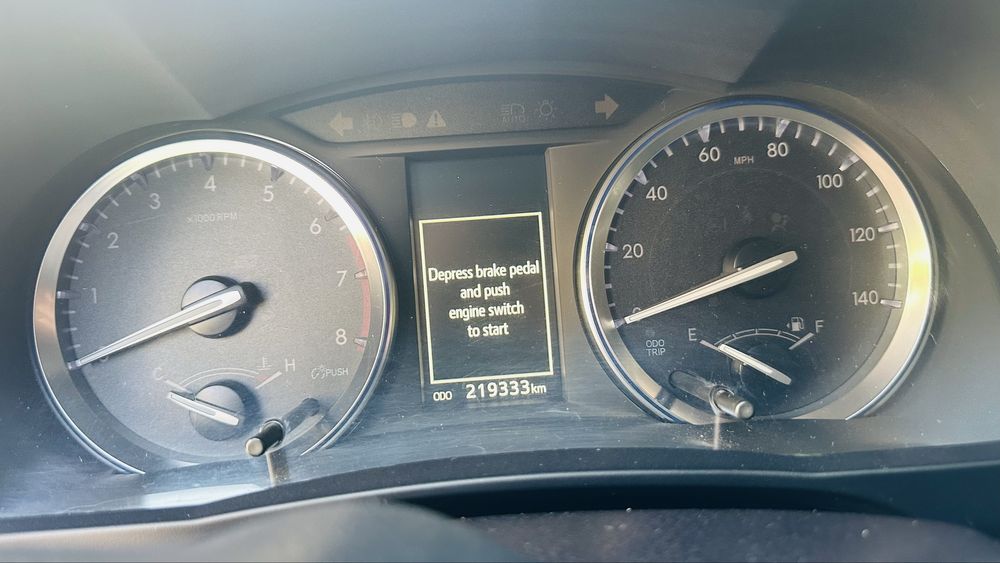 AUTO
1
2
3
4
5
6
7
8
×1000 RPM
C
H
PUSH
Depress brake pedal
and push
engine switch
to start
ODO 219333km
20
40
60
80
100
120
140
MPH
ODO
TRIP
E
F